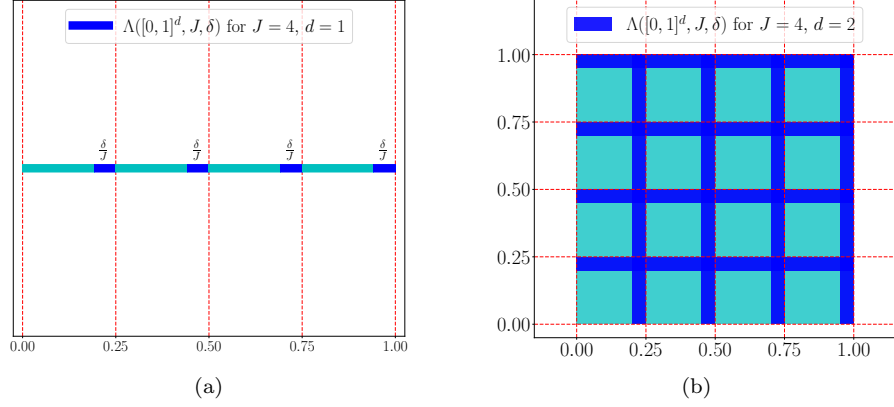 Λ([0, 1]^d, J, δ) for J = 4, d = 1
δ/J δ/J δ/J δ/J
0.00 0.25 0.50 0.75 1.00
(a)
Λ([0, 1]^d, J, δ) for J = 4, d = 2
1.00
0.75
0.50
0.25
0.00
0.00 0.25 0.50 0.75 1.00
(b)